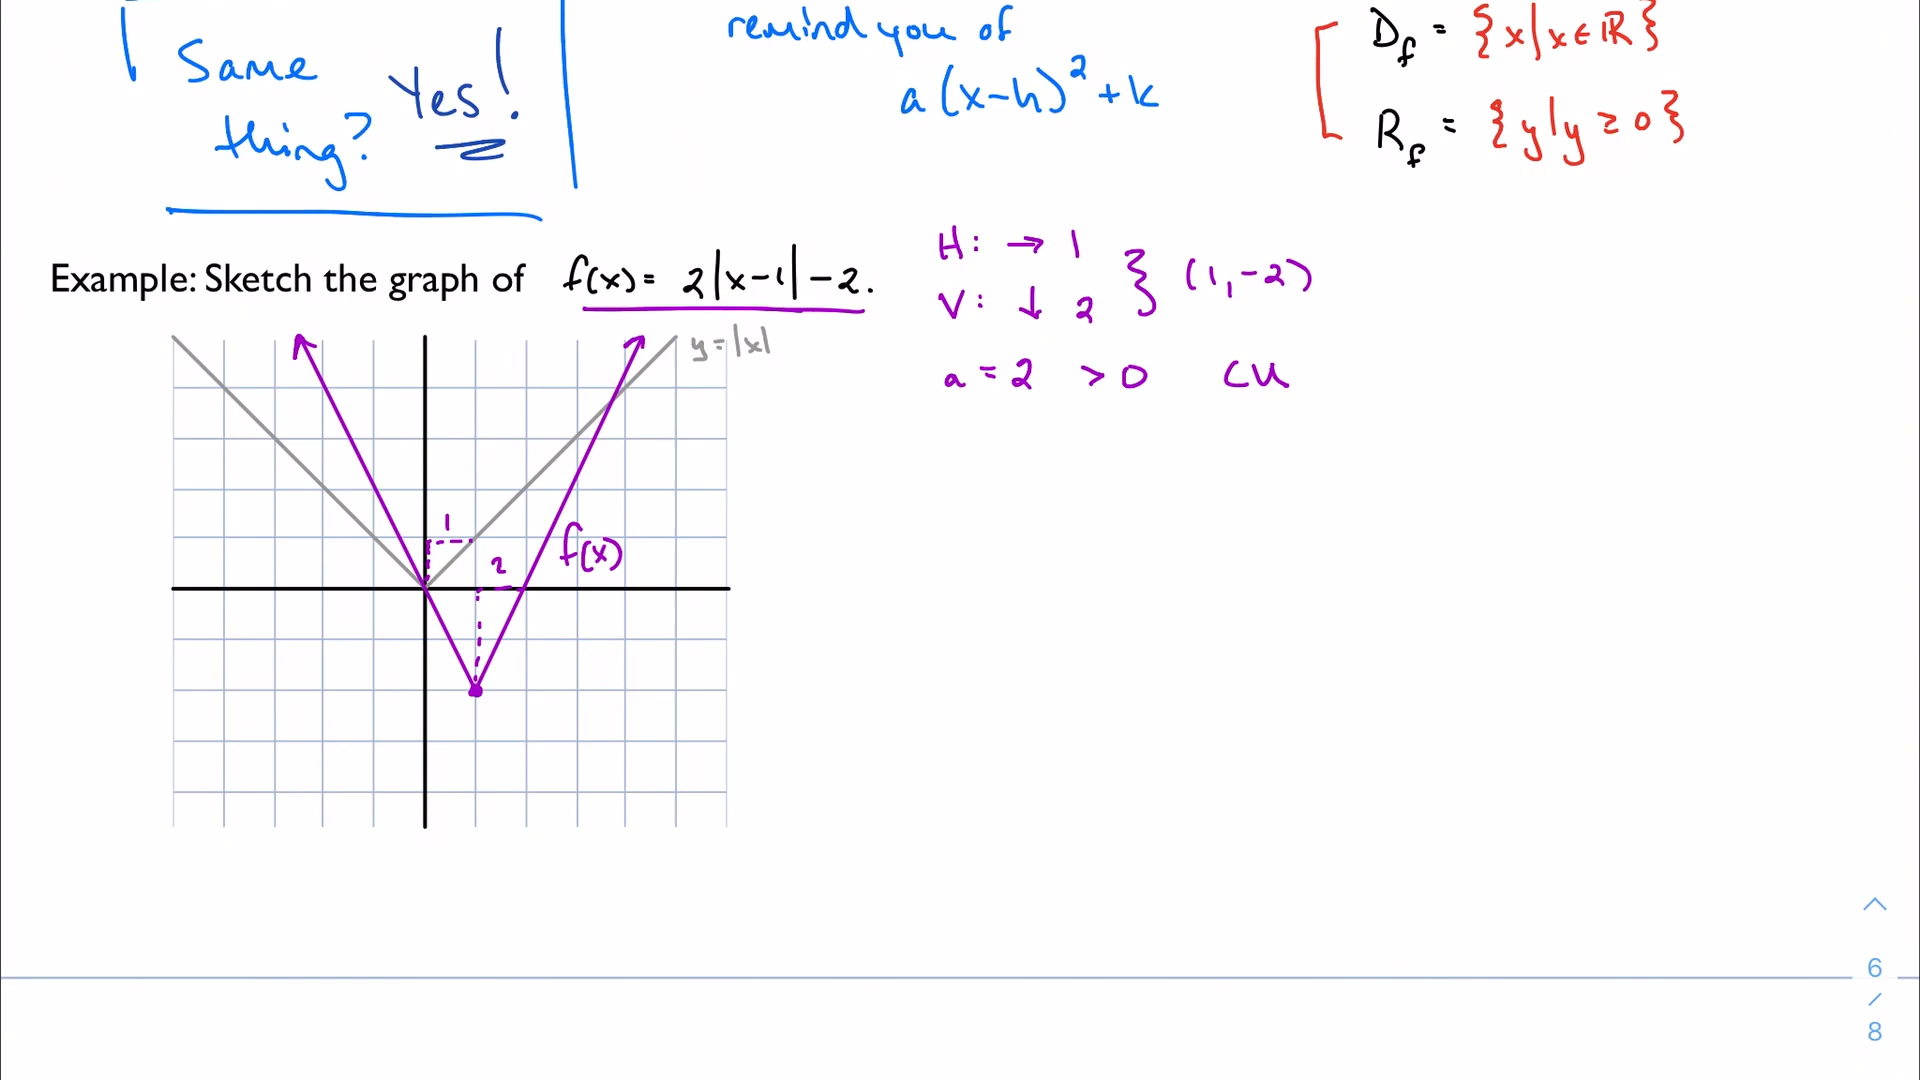 Same
thing? Yes!
remind you of
a(x-h)² + k
D_f = {x|x∈ℝ}
R_f = {y|y≥0}
Example: Sketch the graph of f(x) = 2|x-1|-2.
H: → 1
V: ↓ 2 } (1,-2)
a = 2 > 0 CU
y=|x|
1
2
f(x)
6
/
8